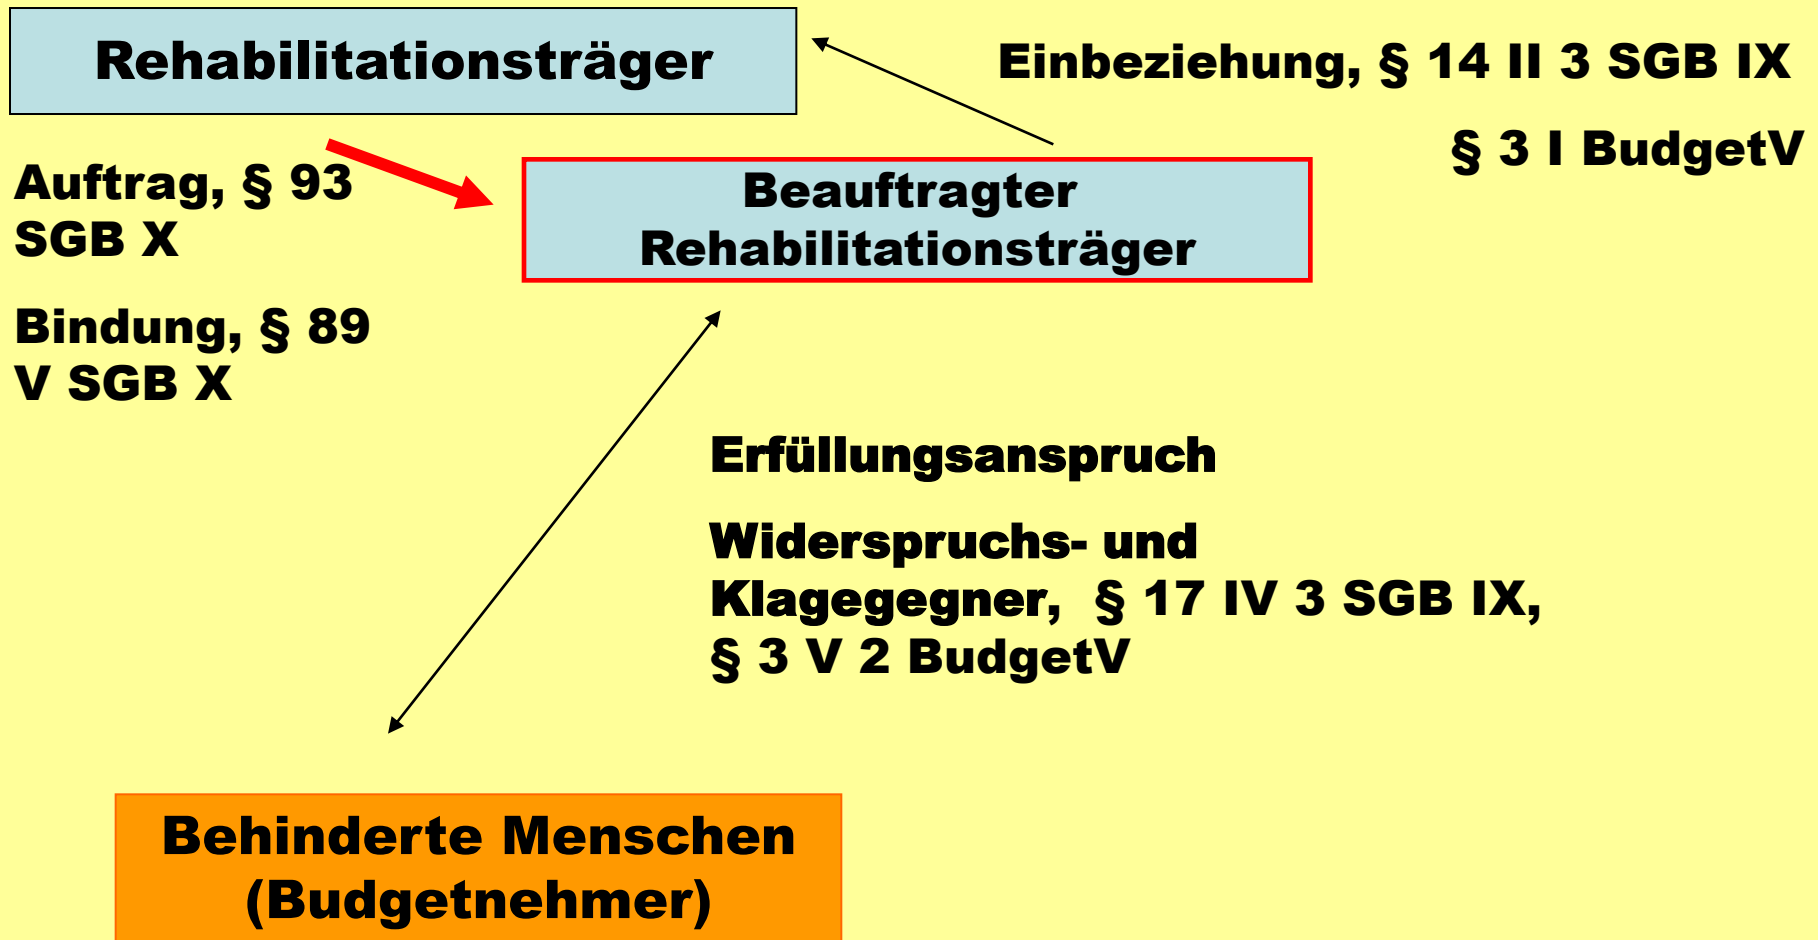 Rehabilitationsträger
Einbeziehung, § 14 II 3 SGB IX
§ 3 I BudgetV
Auftrag, § 93
SGB X
Beauftragter
Rehabilitationsträger
Bindung, § 89
V SGB X
Erfüllungsanspruch
Widerspruchs- und
Klagegegner, § 17 IV 3 SGB IX,
§ 3 V 2 BudgetV
Behinderte Menschen
(Budgetnehmer)